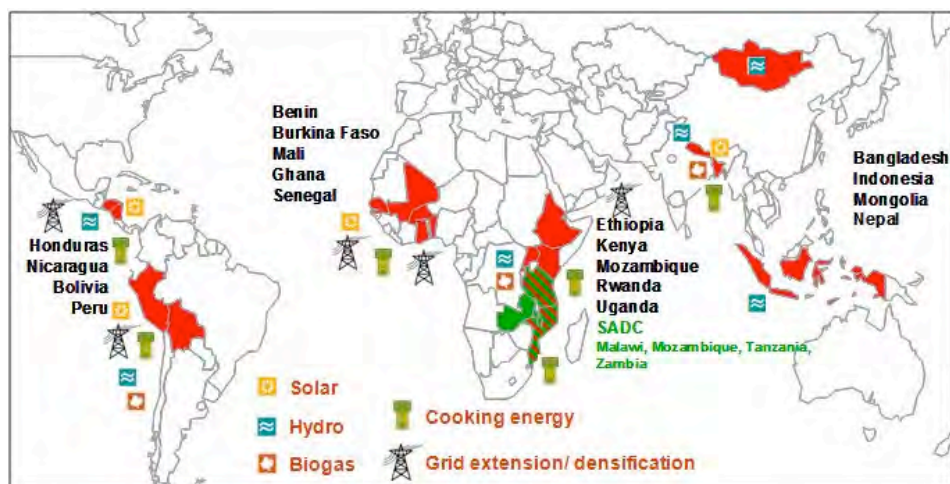 Benin
Burkina Faso
Mali
Ghana
Senegal
Bangladesh
Indonesia
Mongolia
Nepal
Honduras
Nicaragua
Bolivia
Peru
Ethiopia
Kenya
Mozambique
Rwanda
Uganda
SADC
Malawi, Mozambique, Tanzania,
Zambia
Solar
Hydro
Biogas
Cooking energy
Grid extension/ densification